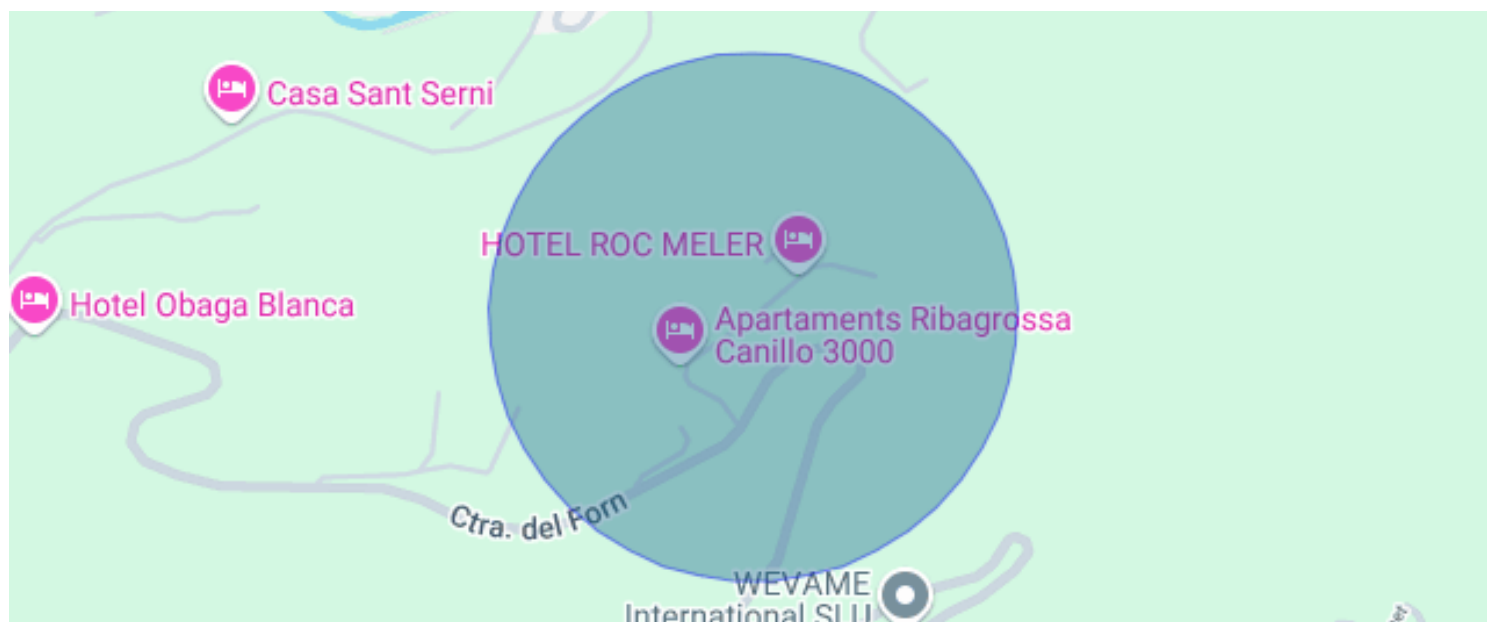 Casa Sant Serni
HOTEL ROC MELER
Hotel Obaga Blanca
Apartaments Ribagrossa
Canillo 3000
Ctra. del Forn
WEVAME
International SLU